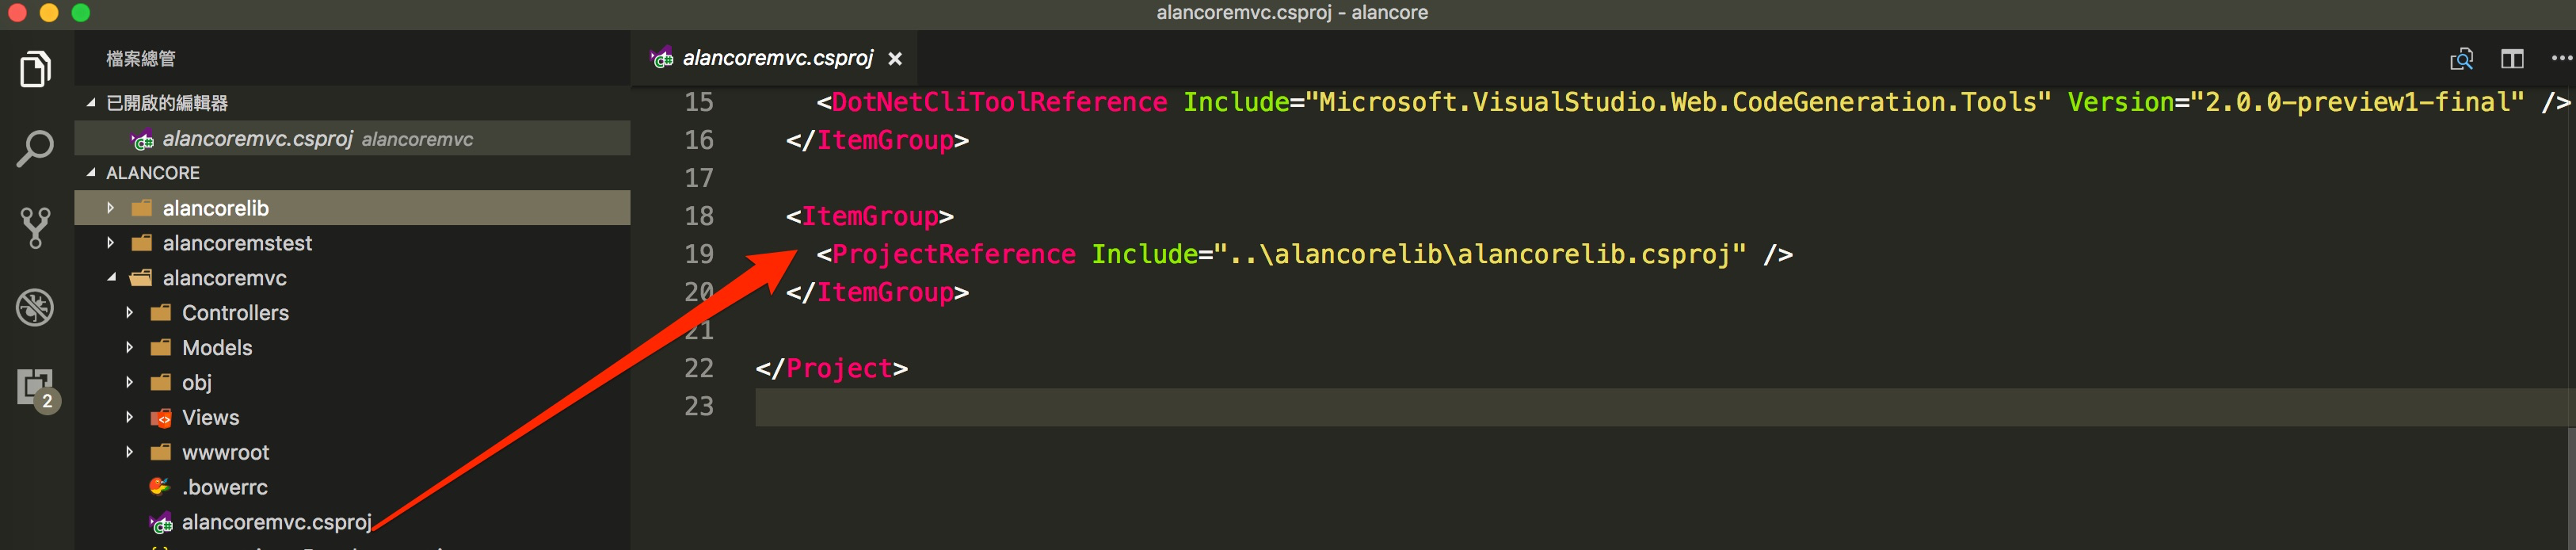 alancoremvc.csproj - alancore
檔案總管
已開啟的編輯器
alancoremvc.csproj alancoremvc
ALANCORE
alancorelib
alancoremstest
alancoremvc
Controllers
Models
obj
Views
wwwroot
.bowerrc
alancoremvc.csproj
2
alancoremvc.csproj
15 <DotNetCliToolReference Include="Microsoft.VisualStudio.Web.CodeGeneration.Tools" Version="2.0.0-preview1-final" />
16 </ItemGroup>
17
18 <ItemGroup>
19 <ProjectReference Include="..\alancorelib\alancorelib.csproj" />
20 </ItemGroup>
21
22 </Project>
23